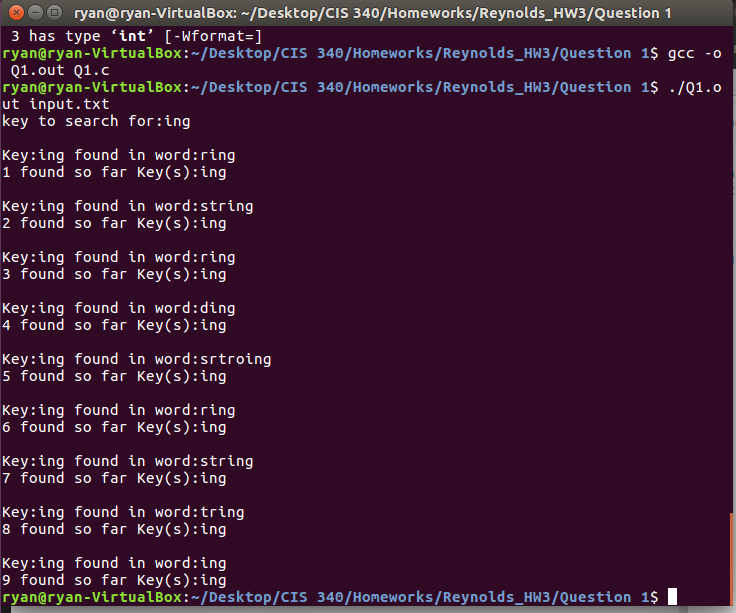 ryan@ryan-VirtualBox: ~/Desktop/CIS 340/Homeworks/Reynolds_HW3/Question 1
 3 has type ‘int’ [-Wformat=]
ryan@ryan-VirtualBox:~/Desktop/CIS 340/Homeworks/Reynolds_HW3/Question 1$ gcc -o
 Q1.out Q1.c
ryan@ryan-VirtualBox:~/Desktop/CIS 340/Homeworks/Reynolds_HW3/Question 1$ ./Q1.o
ut input.txt
key to search for:ing

Key:ing found in word:ring
1 found so far Key(s):ing

Key:ing found in word:string
2 found so far Key(s):ing

Key:ing found in word:ring
3 found so far Key(s):ing

Key:ing found in word:ding
4 found so far Key(s):ing

Key:ing found in word:srtroing
5 found so far Key(s):ing

Key:ing found in word:ring
6 found so far Key(s):ing

Key:ing found in word:string
7 found so far Key(s):ing

Key:ing found in word:tring
8 found so far Key(s):ing

Key:ing found in word:ing
9 found so far Key(s):ing
ryan@ryan-VirtualBox:~/Desktop/CIS 340/Homeworks/Reynolds_HW3/Question 1$